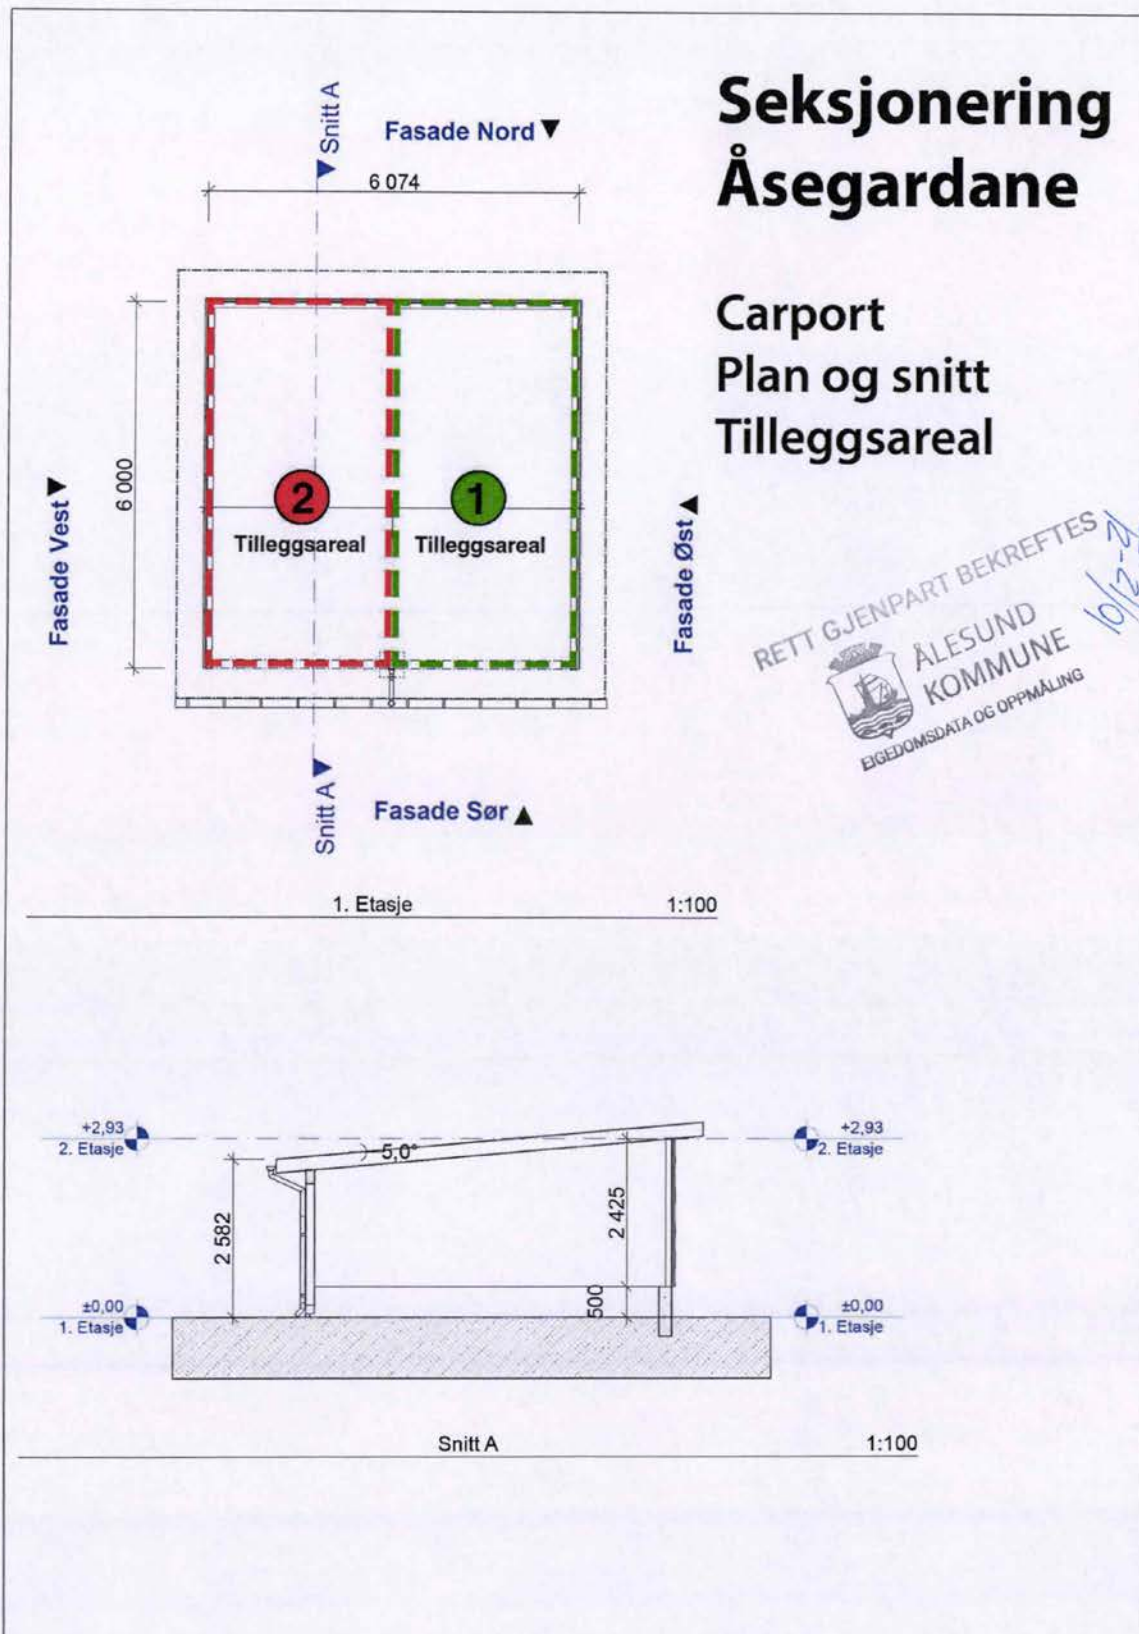 Seksjonering
Åsegardane
Carport
Plan og snitt
Tilleggsareal
Snitt A
Fasade Nord
6 074
6 000
Fasade Vest
2
1
Tilleggsareal
Tilleggsareal
Fasade Øst
Snitt A
Fasade Sør
RETT GJENPART BEKREFTES
ÅLESUND
KOMMUNE
EIGEDOMSDATA OG OPPMÅLING
10/12-21
1. Etasje 1:100
+2,93
2. Etasje
5,0°
+2,93
2. Etasje
2 582
2 425
500
±0,00
1. Etasje
±0,00
1. Etasje
Snitt A 1:100